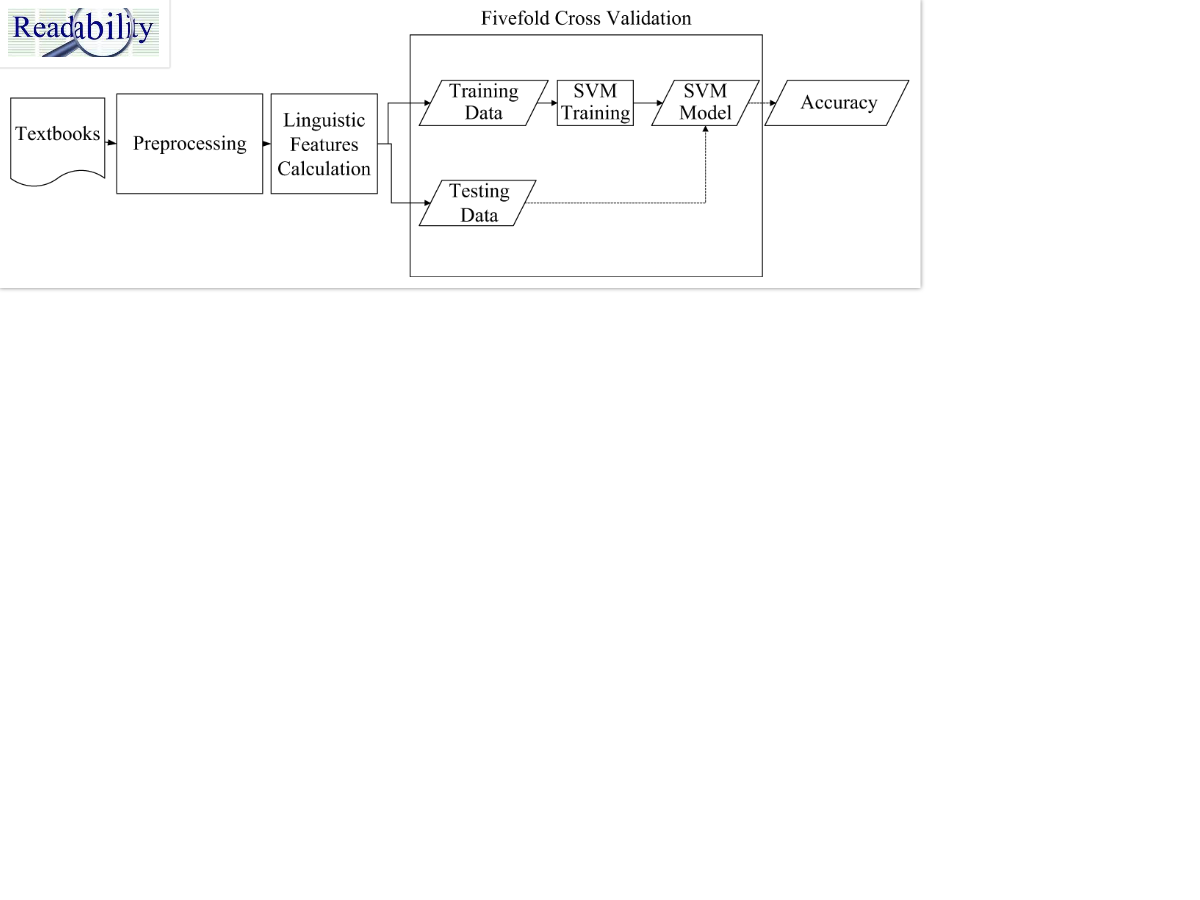 Readability
Fivefold Cross Validation
Textbooks
Preprocessing
Linguistic
Features
Calculation
Training
Data
SVM
Training
SVM
Model
Accuracy
Testing
Data